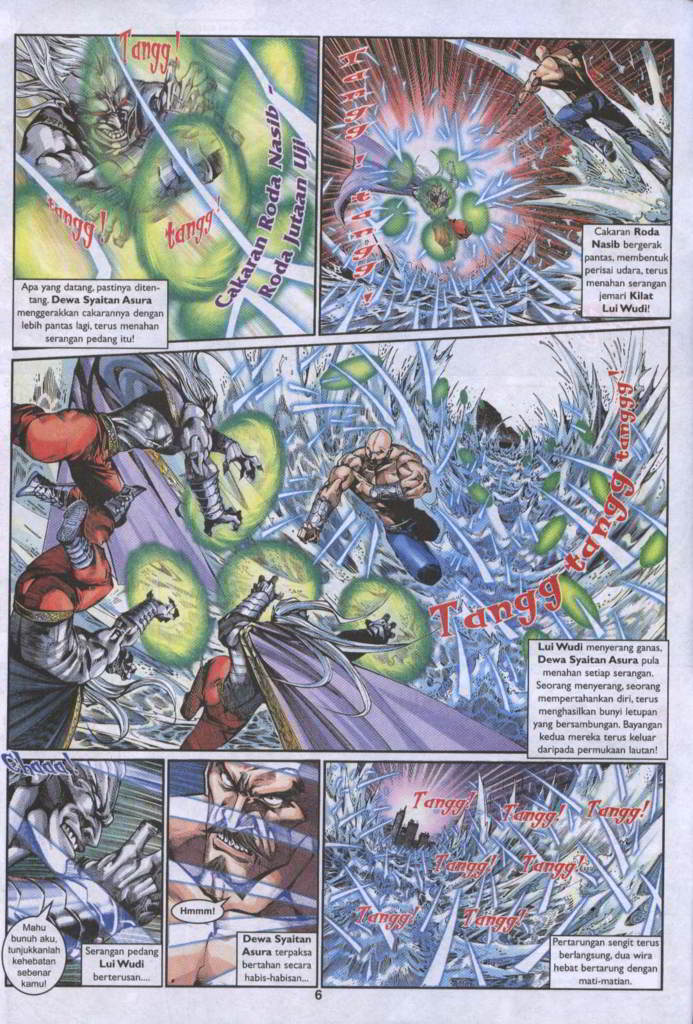 Tangg!
tangg!
tangg!
Cakaran Roda Nasib -
Roda Jutaan Uji
Apa yang datang, pastinya diten-
tang. Dewa Syaitan Asura
menggerakkan cakarannya dengan
lebih pantas lagi, terus menahan
serangan pedang itu!
Tangg
tangg!
tangg
tangg!
Cakaran Roda
Nasib bergerak
pantas, membentuk
perisai udara, terus
menahan serangan
jemari Kilat
Lui Wudi!
Tangg tangg tangg tanggg!
Lui Wudi menyerang ganas,
Dewa Syaitan Asura pula
menahan setiap serangan.
Seorang menyerang, seorang
mempertahankan diri, terus
menghasilkan bunyi letupan
yang bersambungan. Bayangan
kedua mereka terus keluar
daripada permukaan lautan!
Mahu
bunuh aku,
tunjukkanlah
kehebatan
sebenar
kamu!
Serangan pedang
Lui Wudi
berterusan....
Hmmm!
Dewa Syaitan
Asura terpaksa
bertahan secara
habis-habisan...
Tangg!
Tangg!
Tangg!
Tangg!
Tangg!
Tangg!
Tangg!
Pertarungan sengit terus
berlangsung, dua wira
hebat bertarung dengan
mati-matian.
6